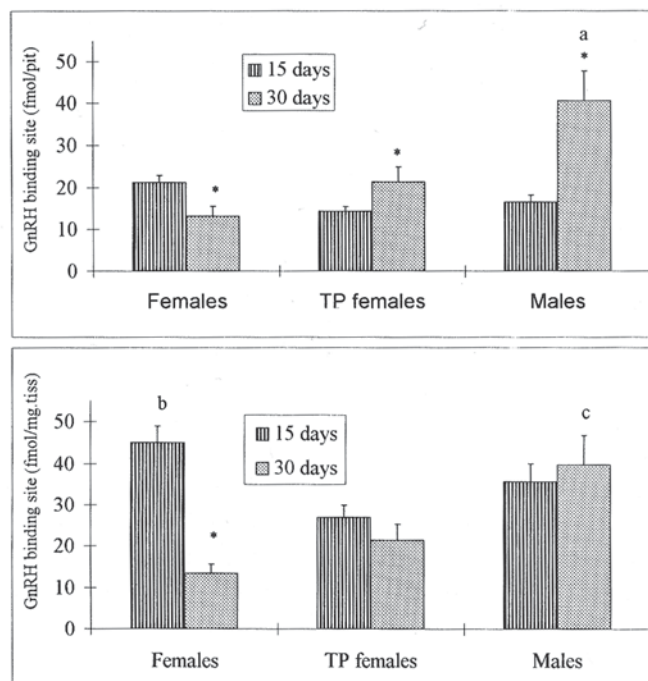 GnRH binding site (fmol/pit)
50
40
30
20
10
0
15 days
30 days
*
*
a
*
Females TP females Males
GnRH binding site (fmol/mg.tiss)
50
40
30
20
10
0
15 days
30 days
b
*
c
Females TP females Males